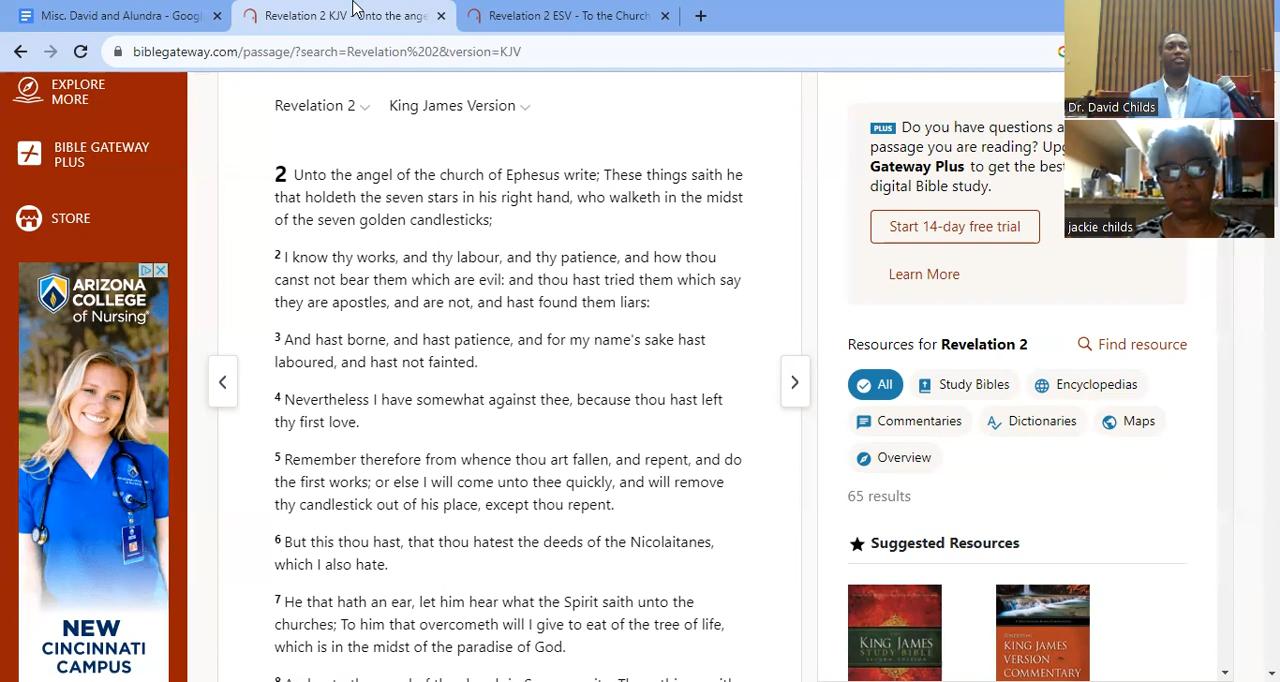 Misc. David and Alundra - Goog
Revelation 2 KJV - Unto the ange
Revelation 2 ESV - To the Church
biblegateway.com/passage/?search=Revelation%202&version=KJV
EXPLORE
MORE
BIBLE GATEWAY
PLUS
STORE
ARIZONA
COLLEGE
of Nursing
NEW
CINCINNATI
CAMPUS
Revelation 2
King James Version
2 Unto the angel of the church of Ephesus write; These things saith he
that holdeth the seven stars in his right hand, who walketh in the midst
of the seven golden candlesticks;
2 I know thy works, and thy labour, and thy patience, and how thou
canst not bear them which are evil: and thou hast tried them which say
they are apostles, and are not, and hast found them liars:
3 And hast borne, and hast patience, and for my name's sake hast
laboured, and hast not fainted.
4 Nevertheless I have somewhat against thee, because thou hast left
thy first love.
5 Remember therefore from whence thou art fallen, and repent, and do
the first works; or else I will come unto thee quickly, and will remove
thy candlestick out of his place, except thou repent.
6 But this thou hast, that thou hatest the deeds of the Nicolaitanes,
which I also hate.
7 He that hath an ear, let him hear what the Spirit saith unto the
churches; To him that overcometh will I give to eat of the tree of life,
which is in the midst of the paradise of God.
PLUS Do you have questions a
passage you are reading? Up
Gateway Plus to get the bes
digital Bible study.
Start 14-day free trial
Learn More
Resources for Revelation 2
Find resource
All
Study Bibles
Encyclopedias
Commentaries
Dictionaries
Maps
Overview
65 results
Suggested Resources
KING JAMES
STUDY BIBLE
KING JAMES
VERSION
COMMENTARY
Dr. David Childs
jackie childs